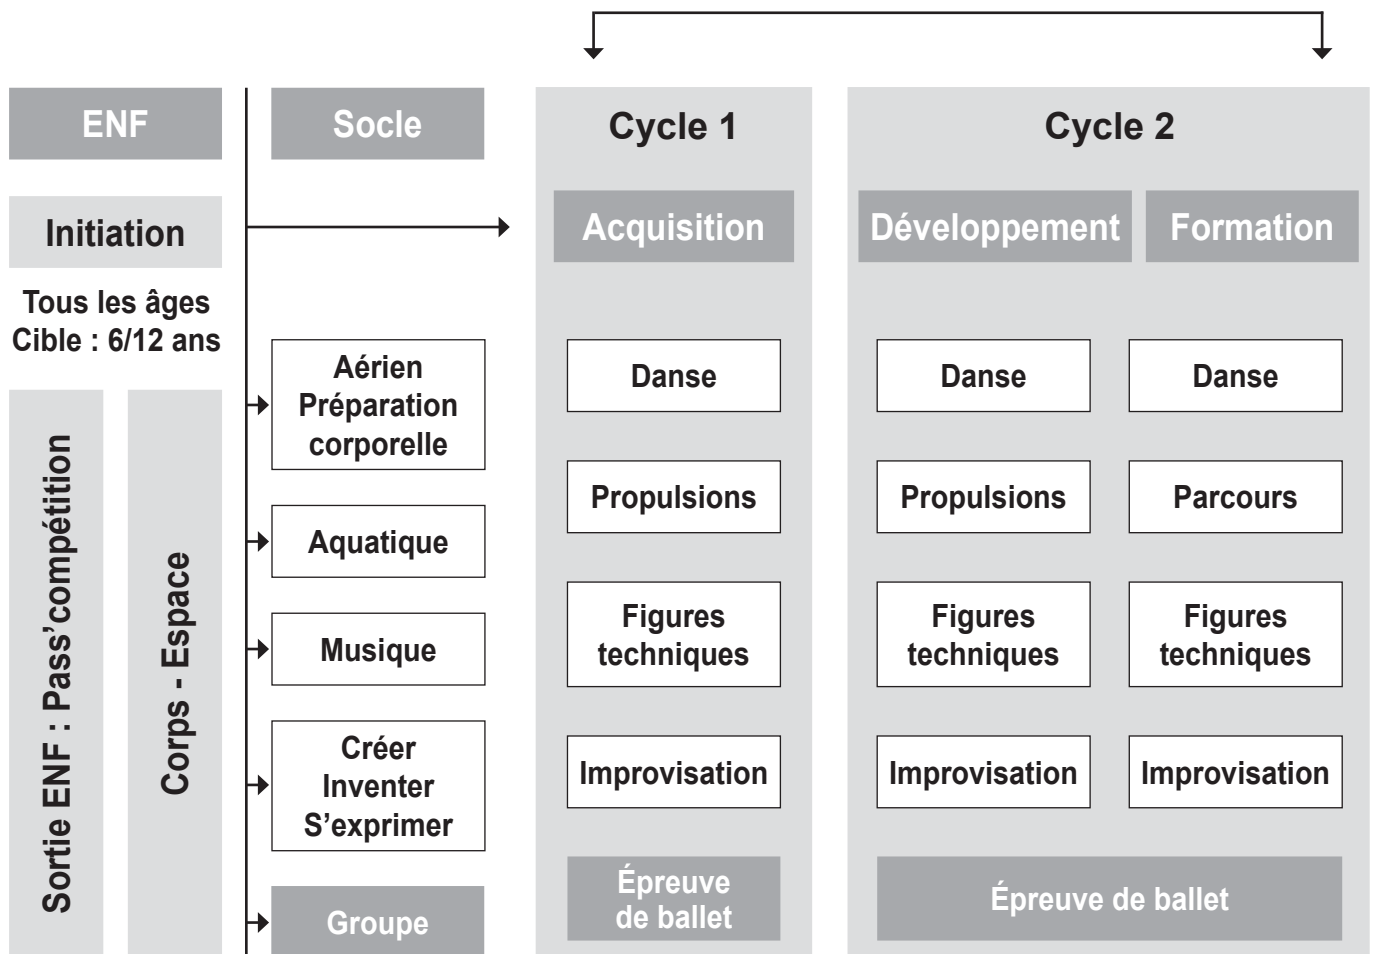 ENF
Initiation
Tous les âges
Cible : 6/12 ans
Sortie ENF : Pass’compétition
Corps - Espace
Socle
Aérien
Préparation
corporelle
Aquatique
Musique
Créer
Inventer
S’exprimer
Groupe
Cycle 1
Acquisition
Danse
Propulsions
Figures
techniques
Improvisation
Épreuve
de ballet
Cycle 2
Développement
Danse
Propulsions
Figures
techniques
Improvisation
Formation
Danse
Parcours
Figures
techniques
Improvisation
Épreuve de ballet